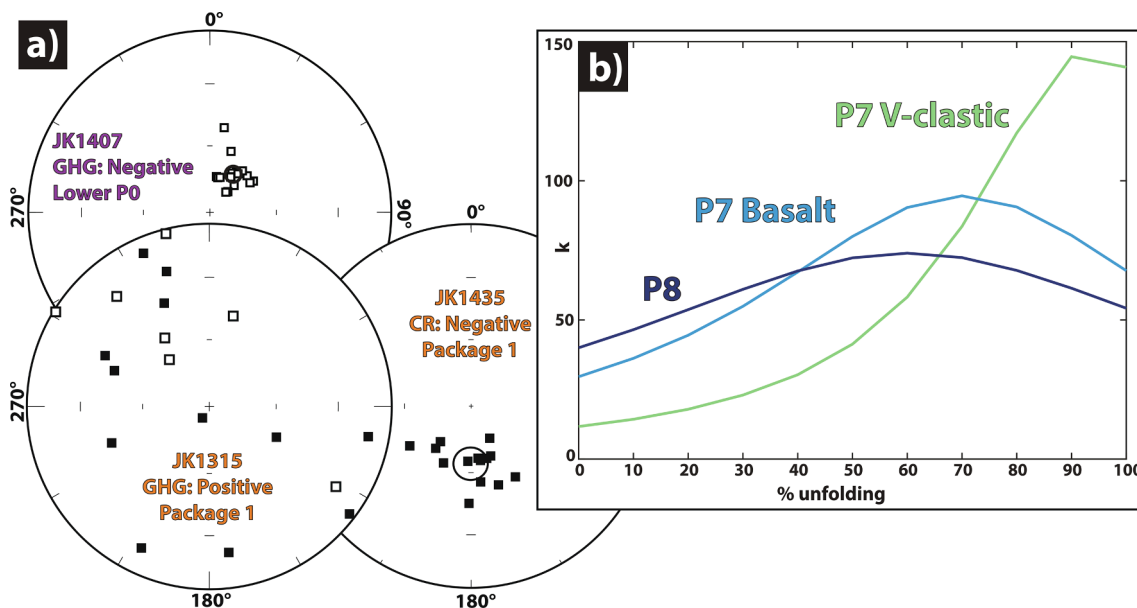 a)
0°
JK1407
GHG: Negative
Lower P0
270°
90°
0°
JK1435
CR: Negative
Package 1
270°
JK1315
GHG: Positive
Package 1
180°
180°
b)
150
100
50
0
k
P7 V-clastic
P7 Basalt
P8
0 10 20 30 40 50 60 70 80 90 100
% unfolding